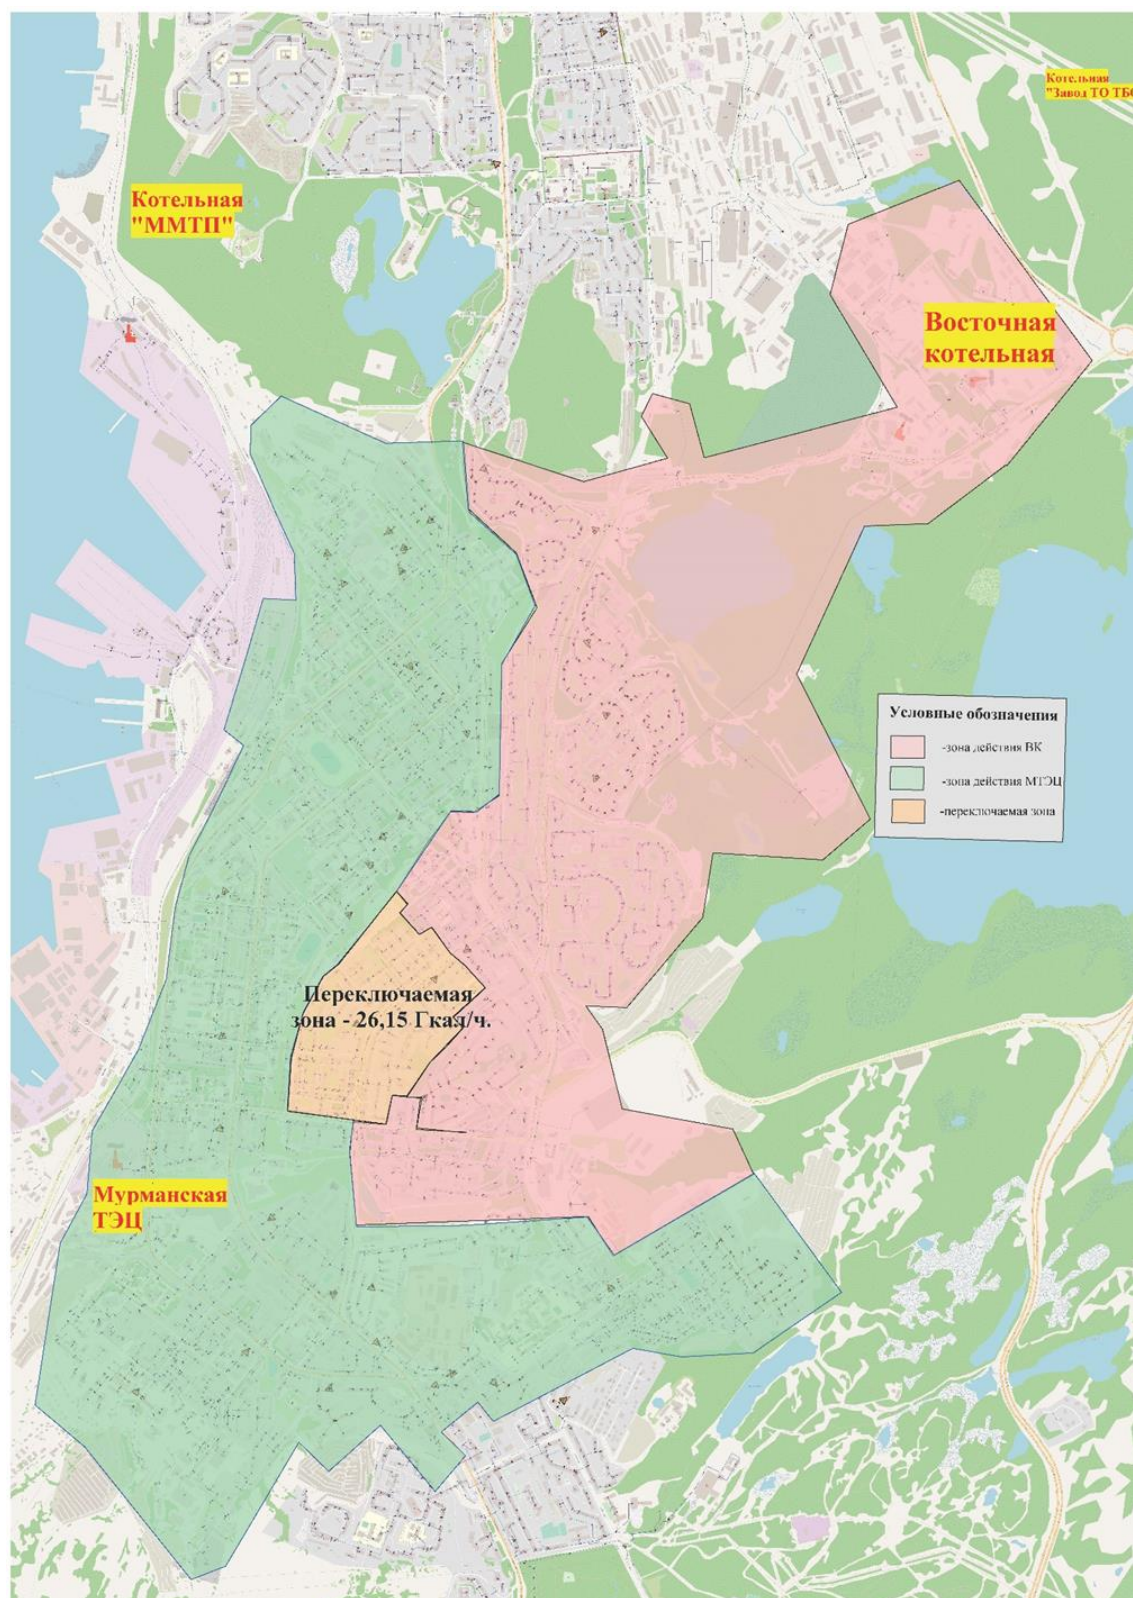 Котельная
"Завод ТО ТБО
Котельная
"ММТП"
Восточная
котельная
Условные обозначения
-зона действия ВК
-зона действия МТЭЦ
-переключаемая зона
Переключаемая
зона - 26,15 Гкал/ч.
Мурманская
ТЭЦ